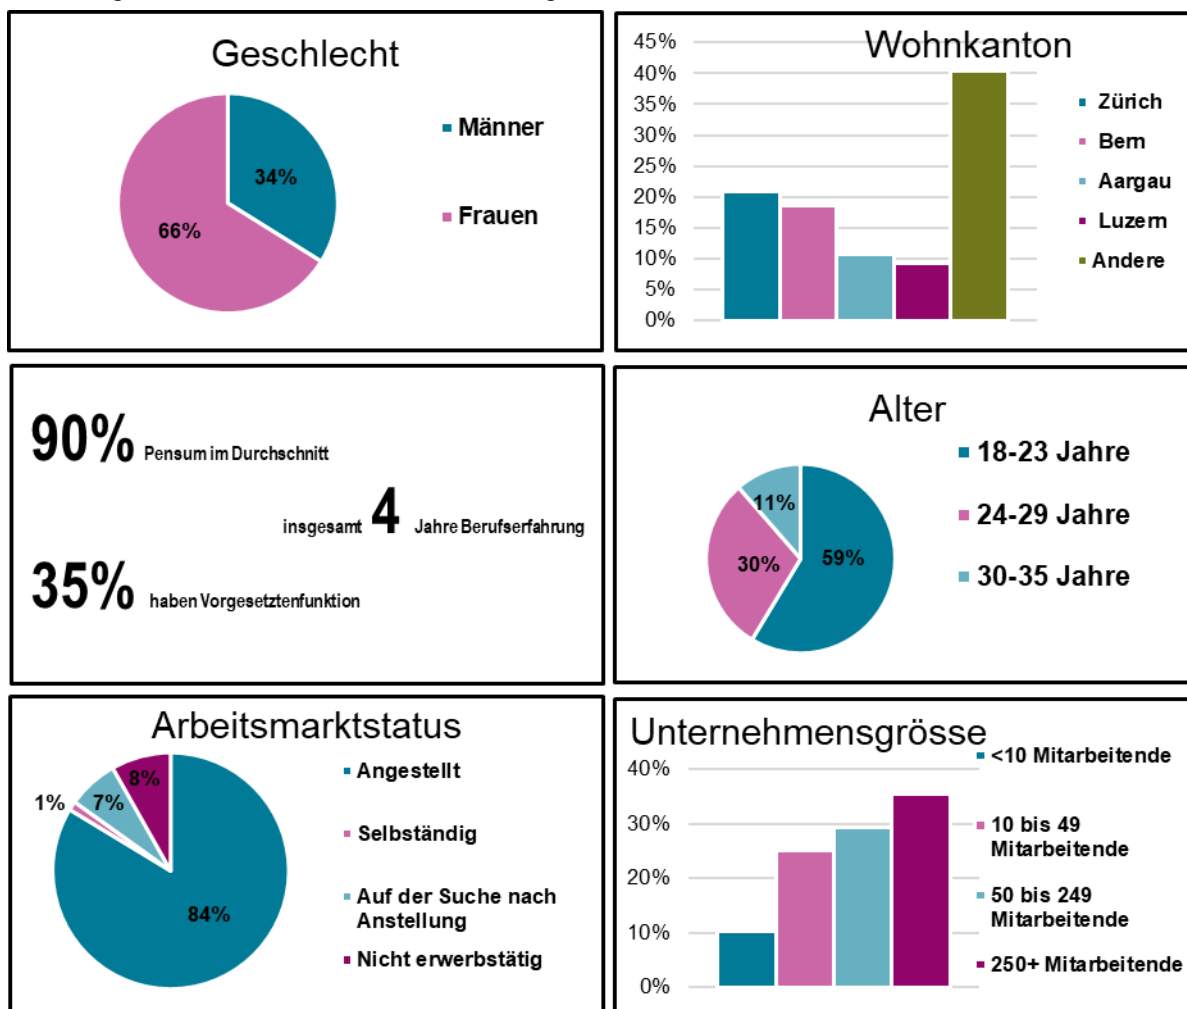 Geschlecht
34%
66%
Männer
Frauen
Wohnkanton
45%
40%
35%
30%
25%
20%
15%
10%
5%
0%
Zürich
Bern
Aargau
Luzern
Andere
90% Pensum im Durchschnitt
insgesamt 4 Jahre Berufserfahrung
35% haben Vorgesetztenfunktion
Alter
11%
30%
59%
18-23 Jahre
24-29 Jahre
30-35 Jahre
Arbeitsmarktstatus
8%
7%
1%
84%
Angestellt
Selbständig
Auf der Suche nach
Anstellung
Nicht erwerbstätig
Unternehmensgrösse
40%
30%
20%
10%
0%
<10 Mitarbeitende
10 bis 49
Mitarbeitende
50 bis 249
Mitarbeitende
250+ Mitarbeitende